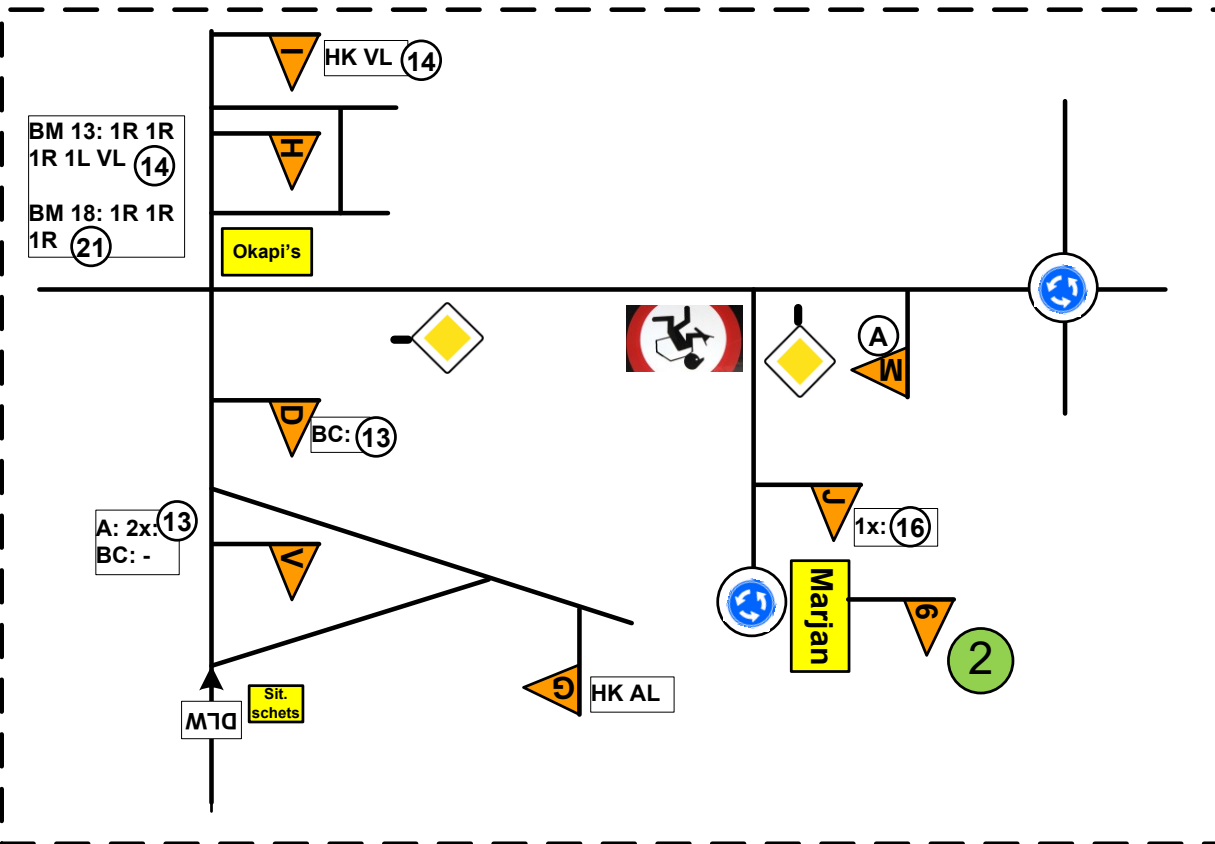 I
HK VL 14
BM 13: 1R 1R
1R 1L VL 14
BM 18: 1R 1R
1R 21
H
Okapi's
A
M
D
BC: 13
J
1x: 16
A: 2x: 13
BC: -
V
Marjan
6
2
G
HK AL
Sit.
schets
DLW